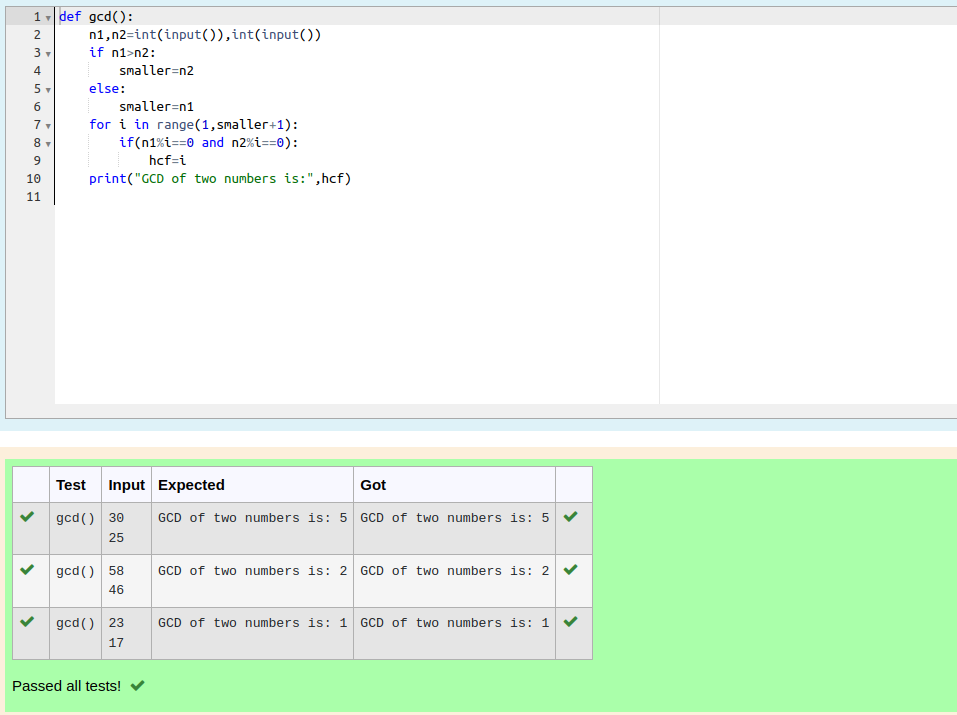 1 def gcd():
2     n1,n2=int(input()),int(input())
3     if n1>n2:
4         smaller=n2
5     else:
6         smaller=n1
7     for i in range(1,smaller+1):
8         if(n1%i==0 and n2%i==0):
9             hcf=i
10     print("GCD of two numbers is:",hcf)
11
Test Input Expected Got
gcd() 30 GCD of two numbers is: 5 GCD of two numbers is: 5
25
gcd() 58 GCD of two numbers is: 2 GCD of two numbers is: 2
46
gcd() 23 GCD of two numbers is: 1 GCD of two numbers is: 1
17
Passed all tests!